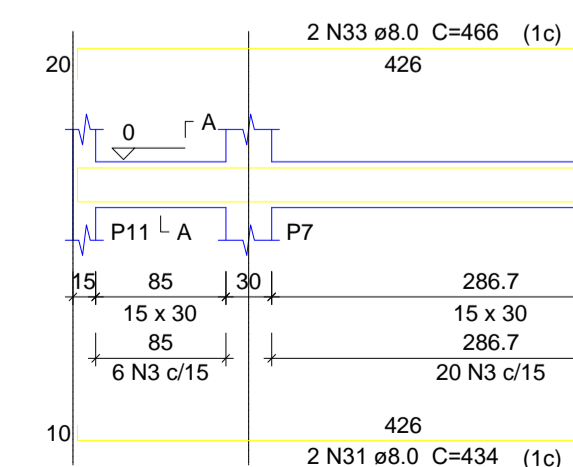 2 N33 ø8.0 C=466 (1c)
20 426
0 A
P11 A P7
15 85 30 286.7
15 x 30 15 x 30
85 286.7
6 N3 c/15 20 N3 c/15
10 426
2 N31 ø8.0 C=434 (1c)